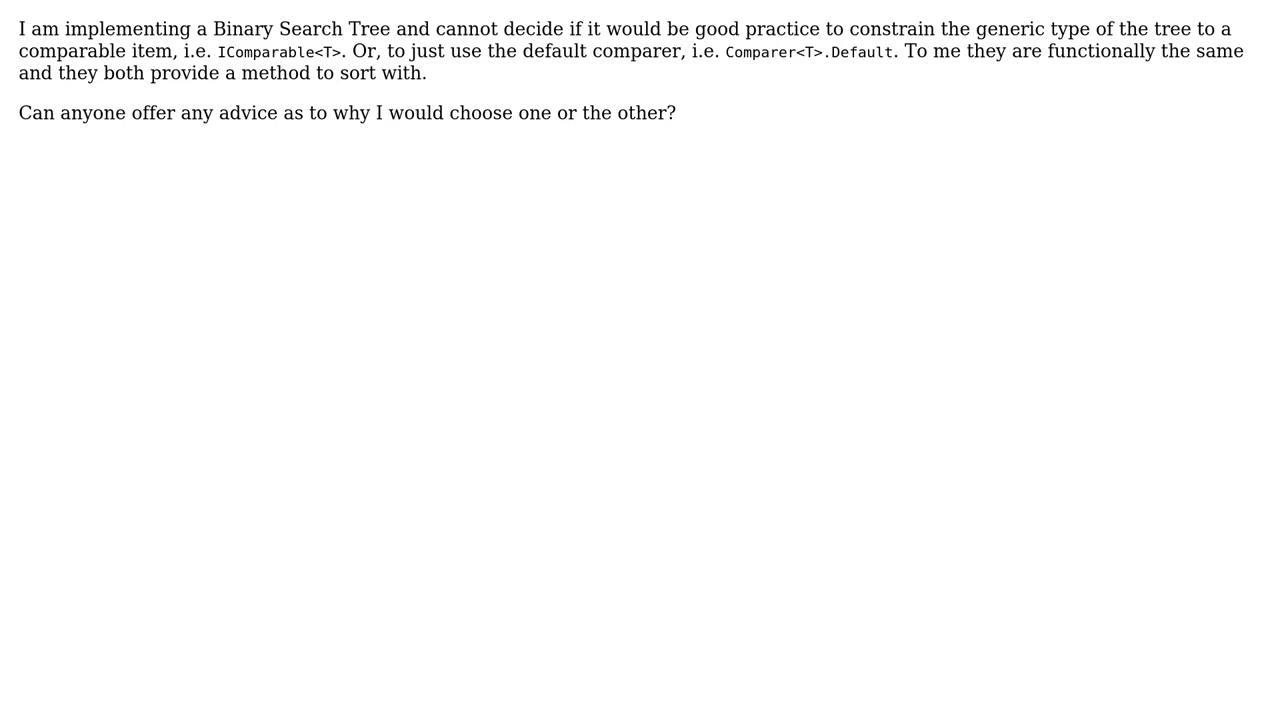 I am implementing a Binary Search Tree and cannot decide if it would be good practice to constrain the generic type of the tree to a
comparable item, i.e. IComparable<T>. Or, to just use the default comparer, i.e. Comparer<T>.Default. To me they are functionally the same
and they both provide a method to sort with.
Can anyone offer any advice as to why I would choose one or the other?